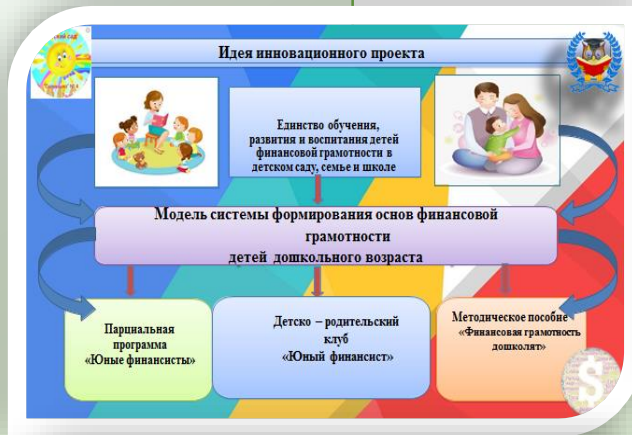 Идея инновационного проекта
Единство обучения,
развития и воспитания детей
финансовой грамотности в
детском саду, семье и школе
Модель системы формирования основ финансовой
грамотности
детей дошкольного возраста
Парциальная
программа
«Юные финансисты»
Детско – родительский
клуб
«Юный финансист»
Методическое пособие
«Финансовая грамотность
дошколят»
$